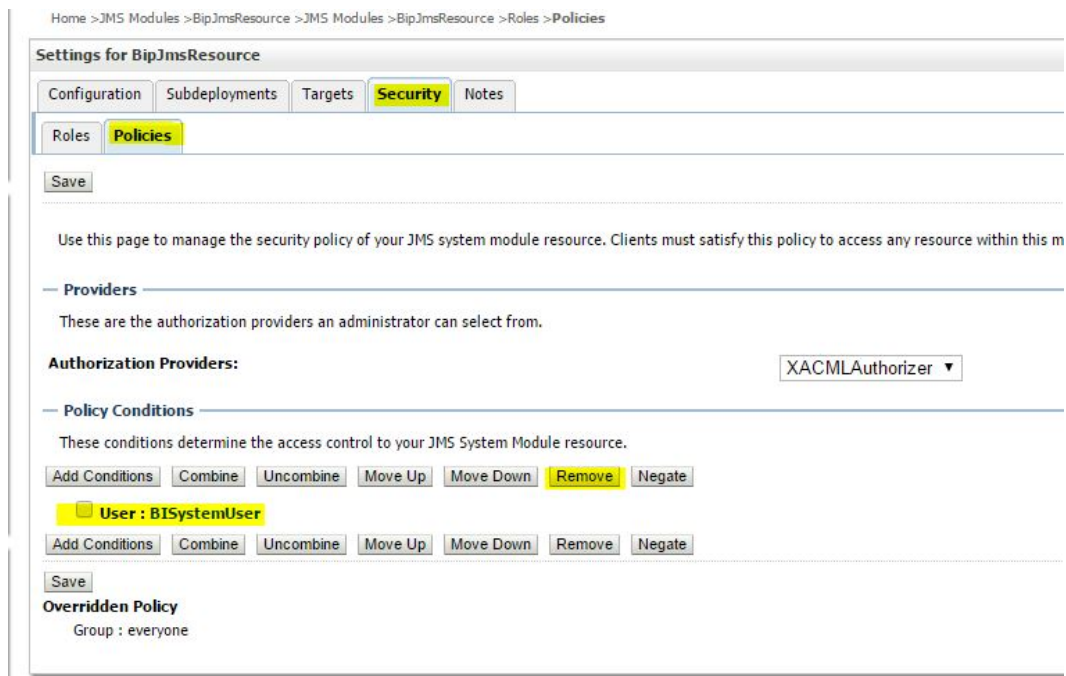 Home >JMS Modules >BipJmsResource >JMS Modules >BipJmsResource >Roles >Policies
Settings for BipJmsResource
Configuration Subdeployments Targets Security Notes
Roles Policies
Save
Use this page to manage the security policy of your JMS system module resource. Clients must satisfy this policy to access any resource within this m
Providers
These are the authorization providers an administrator can select from.
Authorization Providers: XACMLAuthorizer
Policy Conditions
These conditions determine the access control to your JMS System Module resource.
Add Conditions Combine Uncombine Move Up Move Down Remove Negate
User : BISystemUser
Add Conditions Combine Uncombine Move Up Move Down Remove Negate
Save
Overridden Policy
Group : everyone